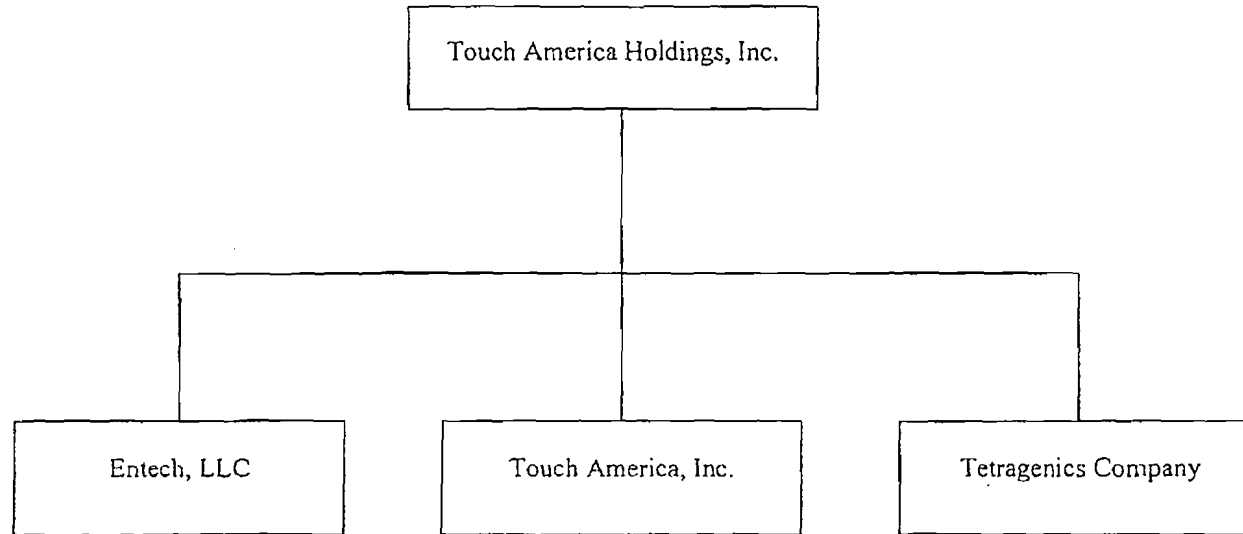 Touch America Holdings, Inc.
Entech, LLC
Touch America, Inc.
Tetragenics Company